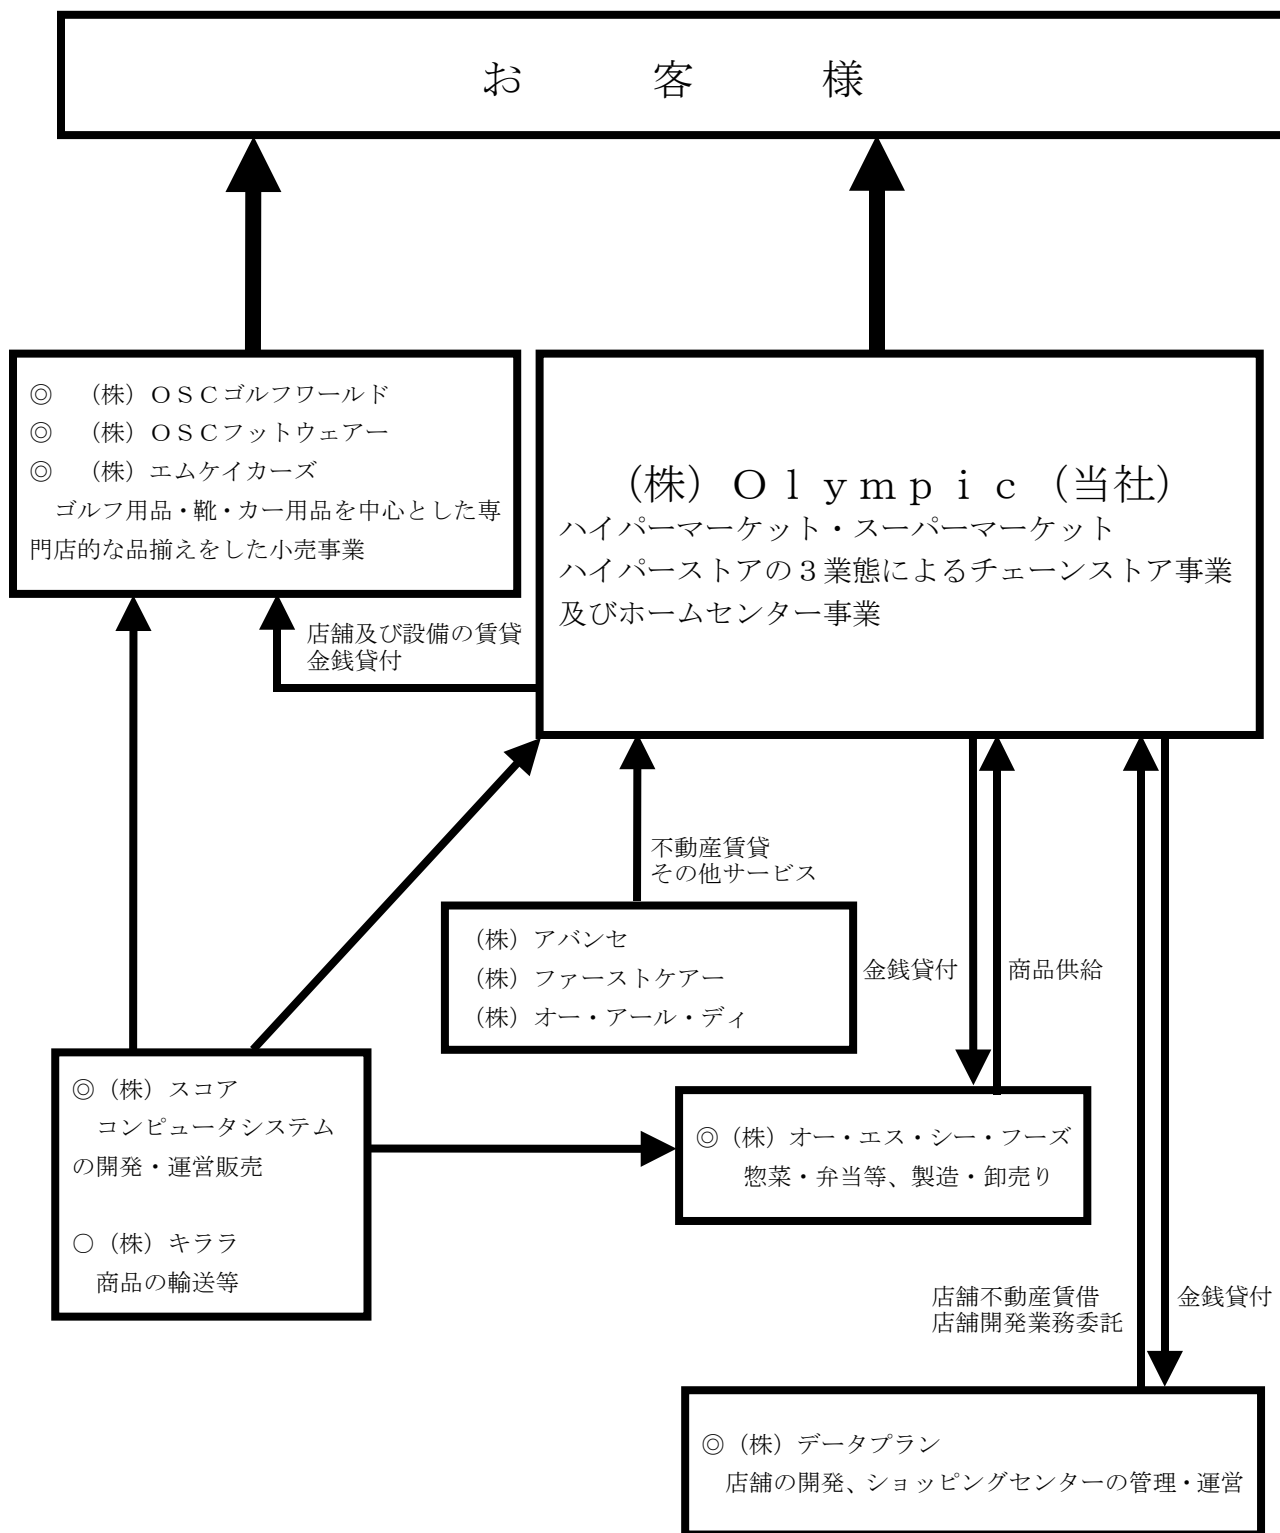 お　客　様
◎　（株）ＯＳＣゴルフワールド
◎　（株）ＯＳＣフットウェアー
◎　（株）エムケイカーズ
ゴルフ用品・靴・カー用品を中心とした専
門店的な品揃えをした小売事業
（株）Ｏｌｙｍｐｉｃ（当社）
ハイパーマーケット・スーパーマーケット
ハイパーストアの３業態によるチェーンストア事業
及びホームセンター事業
店舗及び設備の賃貸
金銭貸付
不動産賃貸
その他サービス
（株）アバンセ
（株）ファーストケアー
（株）オー・アール・ディ
金銭貸付
商品供給
◎（株）スコア
コンピュータシステム
の開発・運営販売
○（株）キララ
商品の輸送等
◎（株）オー・エス・シー・フーズ
惣菜・弁当等、製造・卸売り
店舗不動産賃借
店舗開発業務委託
金銭貸付
◎（株）データプラン
店舗の開発、ショッピングセンターの管理・運営